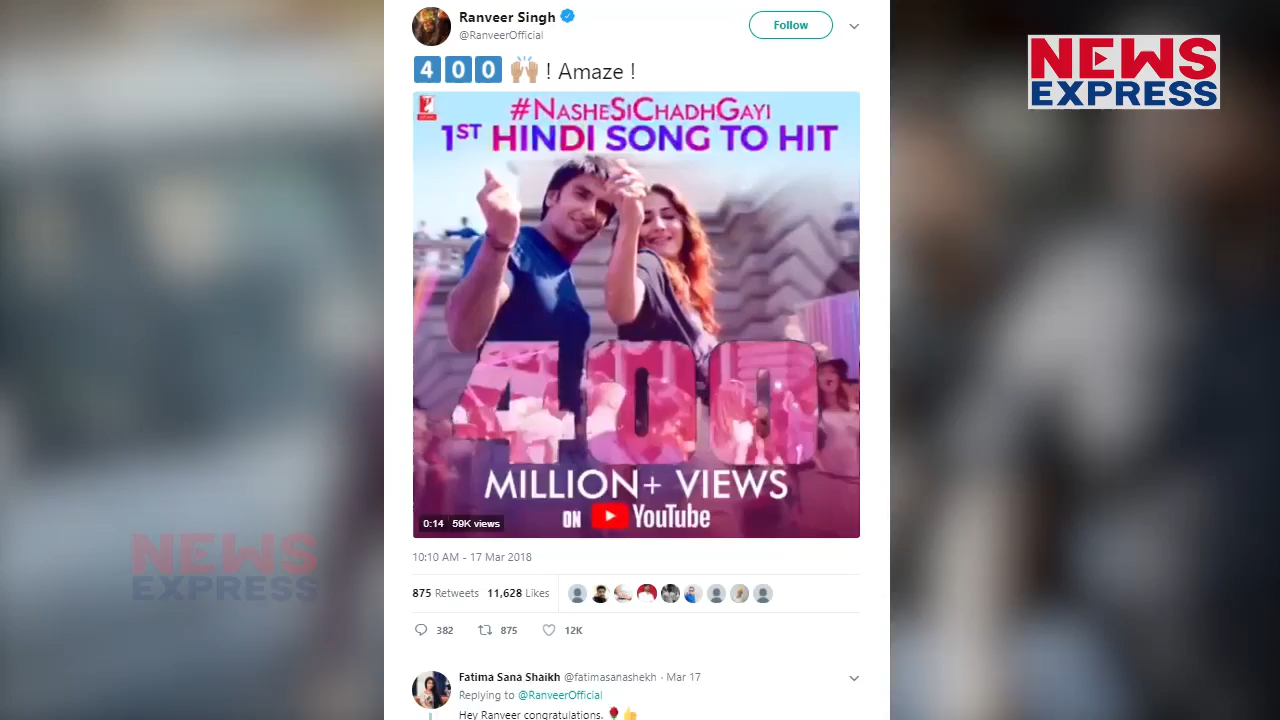 Ranveer Singh
@RanveerOfficial
Follow
4 0 0 🙌🏽 ! Amaze !
#NASHESICHADHGAYI
1ST HINDI SONG TO HIT
400
MILLION+ VIEWS
ON YouTube
0:14 59K views
10:10 AM - 17 Mar 2018
875 Retweets 11,628 Likes
382 875 12K
Fatima Sana Shaikh @fatimasanashekh · Mar 17
Replying to @RanveerOfficial
Hey Ranveer congratulations. 🌹👍
NEWS
EXPRESS
NEWS
EXPRESS